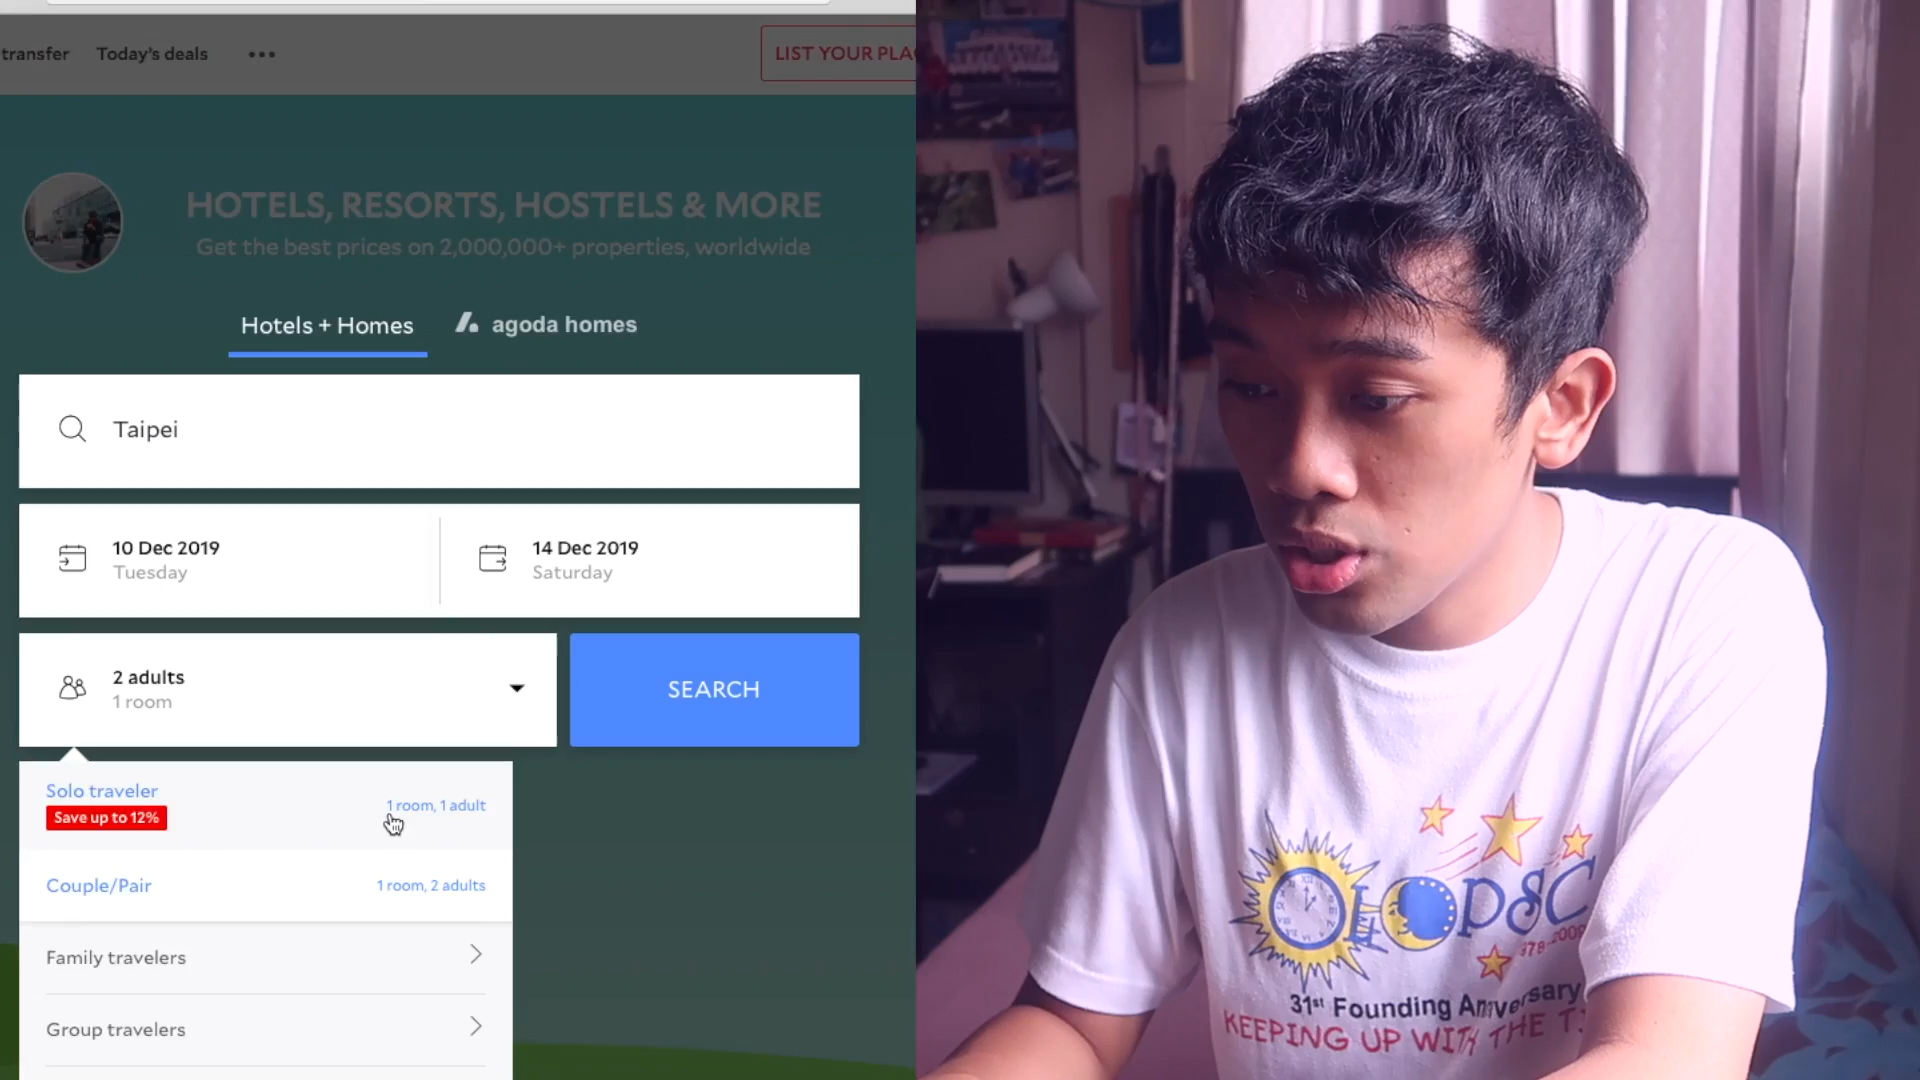 transfer Today's deals
LIST YOUR PLA
HOTELS, RESORTS, HOSTELS & MORE
Get the best prices on 2,000,000+ properties, worldwide
Hotels + Homes agoda homes
Taipei
10 Dec 2019 14 Dec 2019
Tuesday Saturday
2 adults
1 room
SEARCH
Solo traveler
Save up to 12%
1 room, 1 adult
Couple/Pair 1 room, 2 adults
Family travelers
Group travelers
OLOPSC
978-2009
31st Founding Anniversary
KEEPING UP WITH THE T